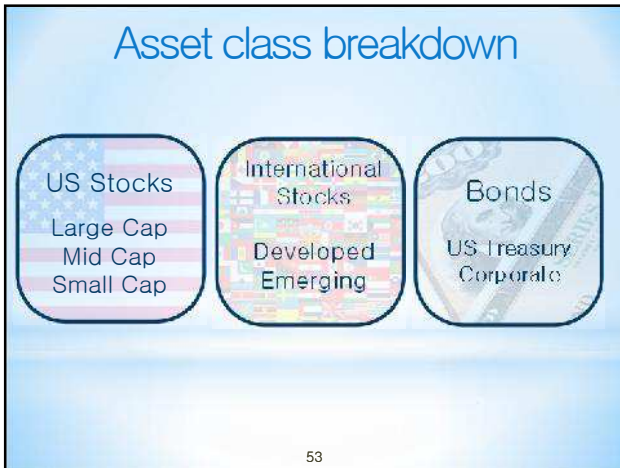 Asset class breakdown
US Stocks
Large Cap
Mid Cap
Small Cap
International
Stocks
Developed
Emerging
Bonds
US Treasury
Corporate
53